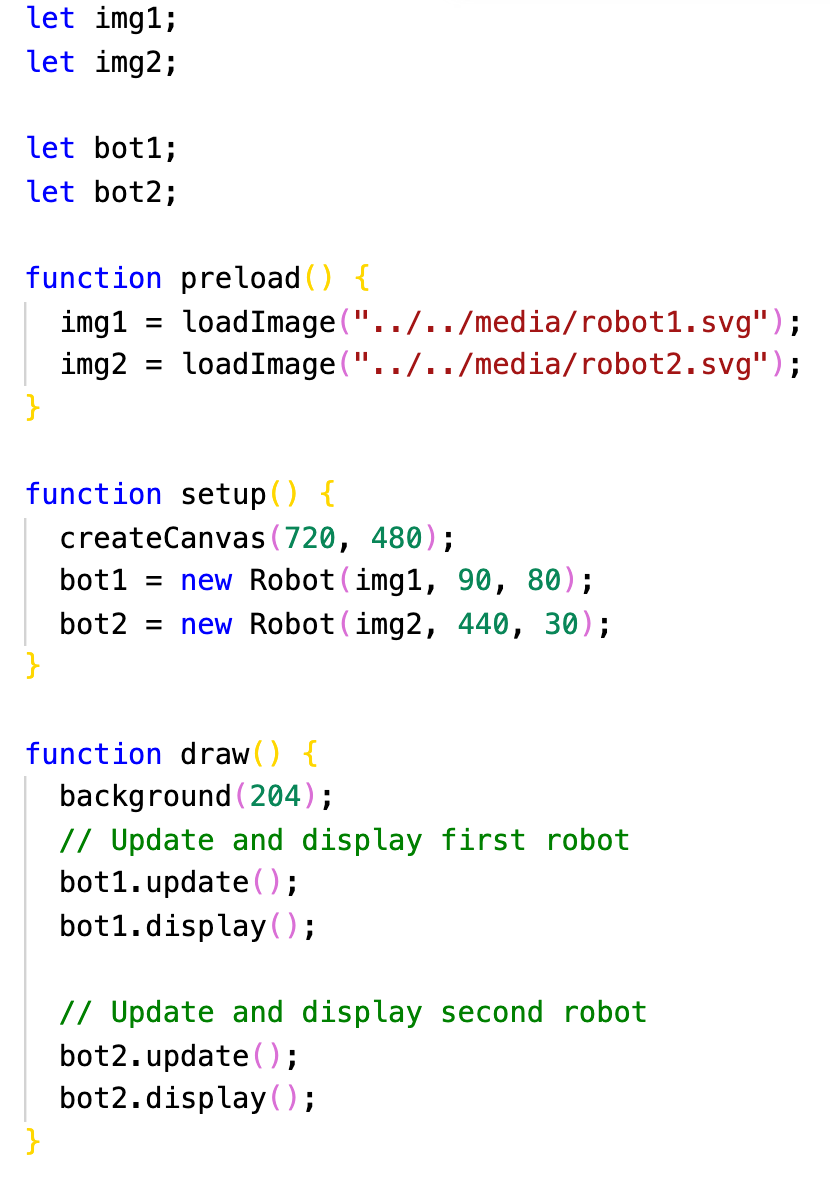 let img1;
let img2;

let bot1;
let bot2;

function preload() {
  img1 = loadImage("../../media/robot1.svg");
  img2 = loadImage("../../media/robot2.svg");
}

function setup() {
  createCanvas(720, 480);
  bot1 = new Robot(img1, 90, 80);
  bot2 = new Robot(img2, 440, 30);
}

function draw() {
  background(204);
  // Update and display first robot
  bot1.update();
  bot1.display();

  // Update and display second robot
  bot2.update();
  bot2.display();
}